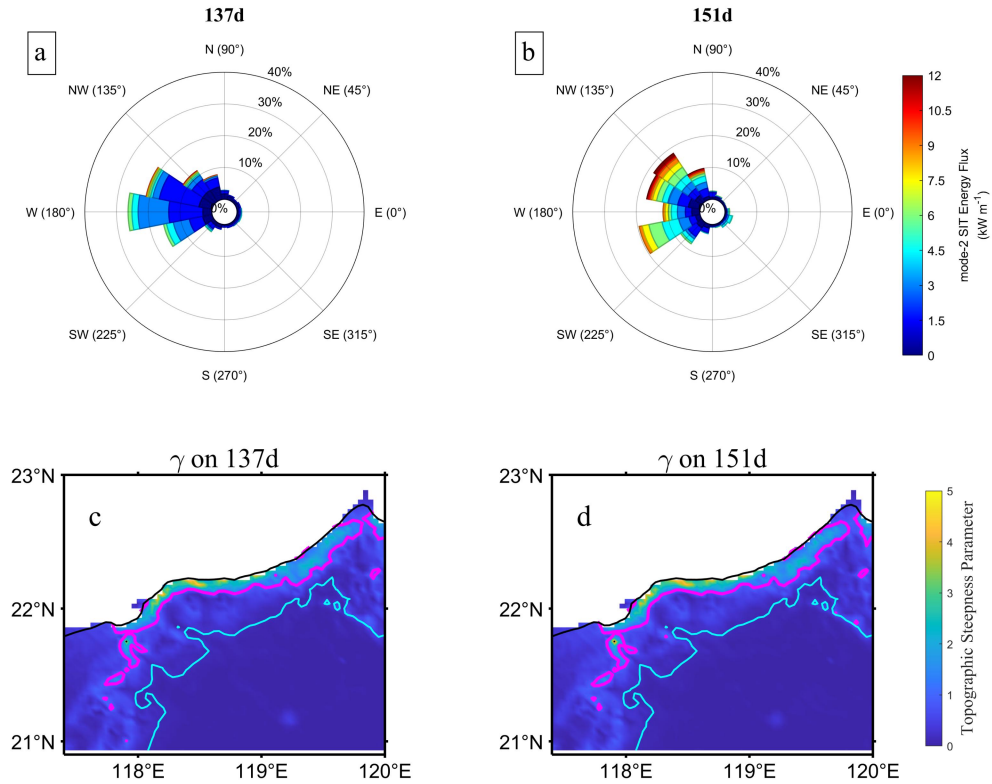 137d
151d
a
b
N (90°)
NW (135°)
NE (45°)
W (180°)
E (0°)
SW (225°)
SE (315°)
S (270°)
40%
30%
20%
10%
0%
N (90°)
NW (135°)
NE (45°)
W (180°)
E (0°)
SW (225°)
SE (315°)
S (270°)
40%
30%
20%
10%
0%
12
10.5
9
7.5
6
4.5
3
1.5
0
mode-2 SIT Energy Flux
(kW m⁻¹)
γ on 137d
γ on 151d
c
d
23°N
22°N
21°N
118°E
119°E
120°E
23°N
22°N
21°N
118°E
119°E
120°E
5
4
3
2
1
0
Topographic Steepness Parameter